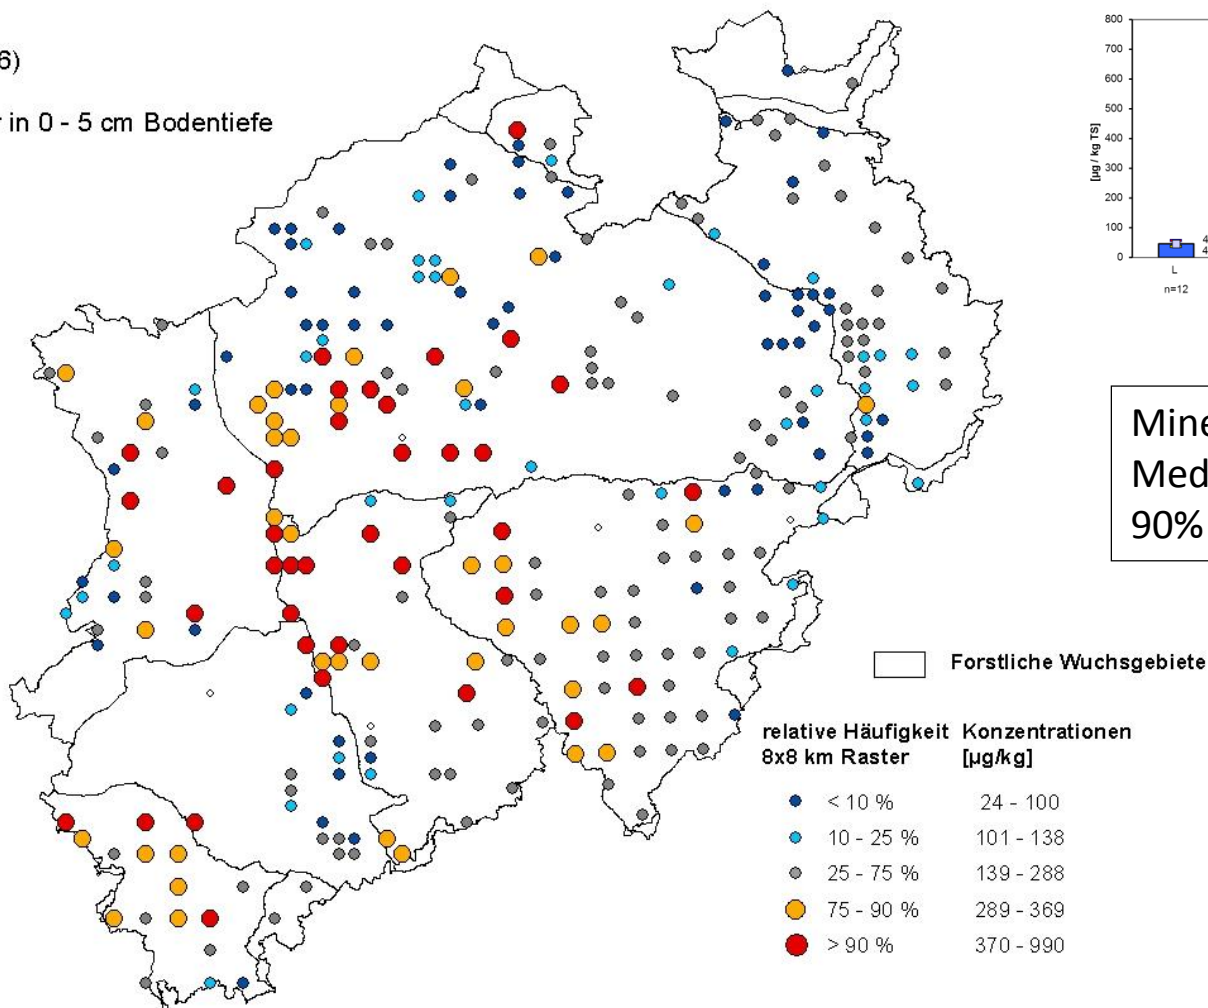 6)
in 0 - 5 cm Bodentiefe
800
700
600
500
400
300
200
100
0
[µg / kg TS]
4
4
L
n=12
Mine
Med
90%
Forstliche Wuchsgebiete
relative Häufigkeit Konzentrationen
8x8 km Raster [µg/kg]
< 10 % 24 - 100
10 - 25 % 101 - 138
25 - 75 % 139 - 288
75 - 90 % 289 - 369
> 90 % 370 - 990